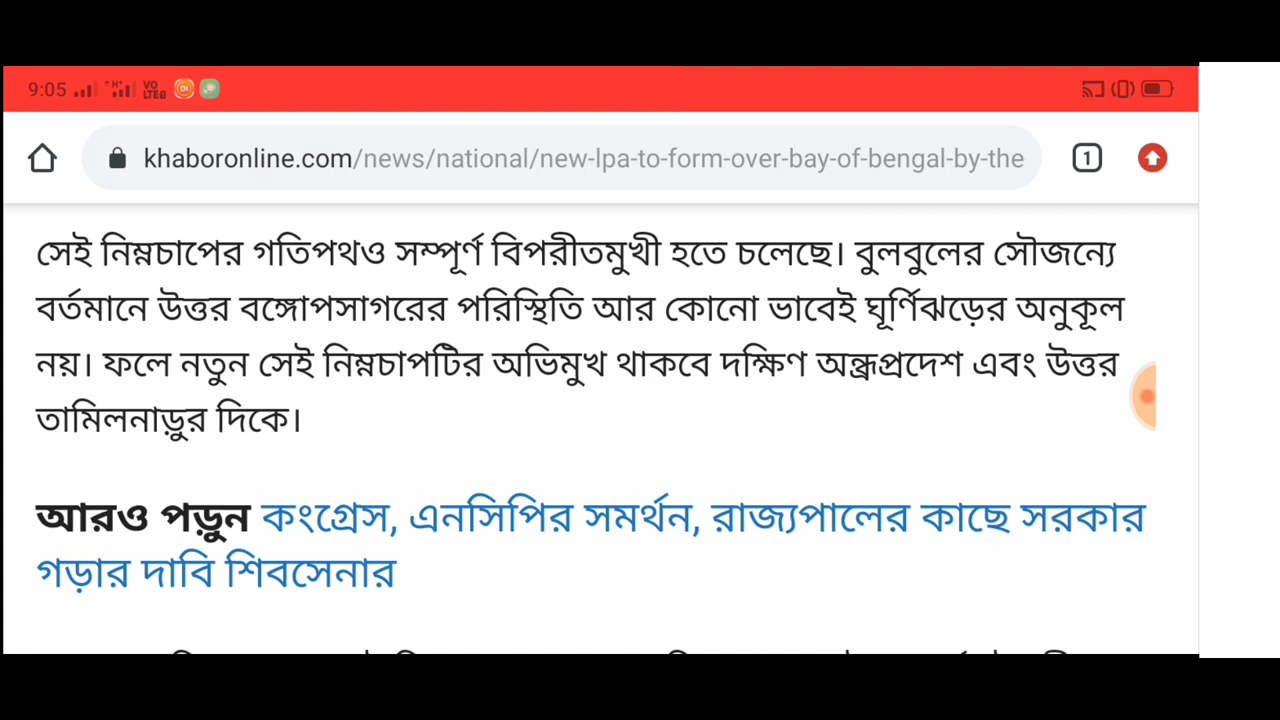 9:05
VO
LTE
khaboronline.com/news/national/new-lpa-to-form-over-bay-of-bengal-by-the
1
সেই নিম্নচাপের গতিপথও সম্পূর্ণ বিপরীতমুখী হতে চলেছে। বুলবুলের সৌজন্যে
বর্তমানে উত্তর বঙ্গোপসাগরের পরিস্থিতি আর কোনো ভাবেই ঘূর্ণিঝড়ের অনুকূল
নয়। ফলে নতুন সেই নিম্নচাপটির অভিমুখ থাকবে দক্ষিণ অন্ধ্রপ্রদেশ এবং উত্তর
তামিলনাড়ুর দিকে।
আরও পড়ুন কংগ্রেস, এনসিপির সমর্থন, রাজ্যপালের কাছে সরকার
গড়ার দাবি শিবসেনার